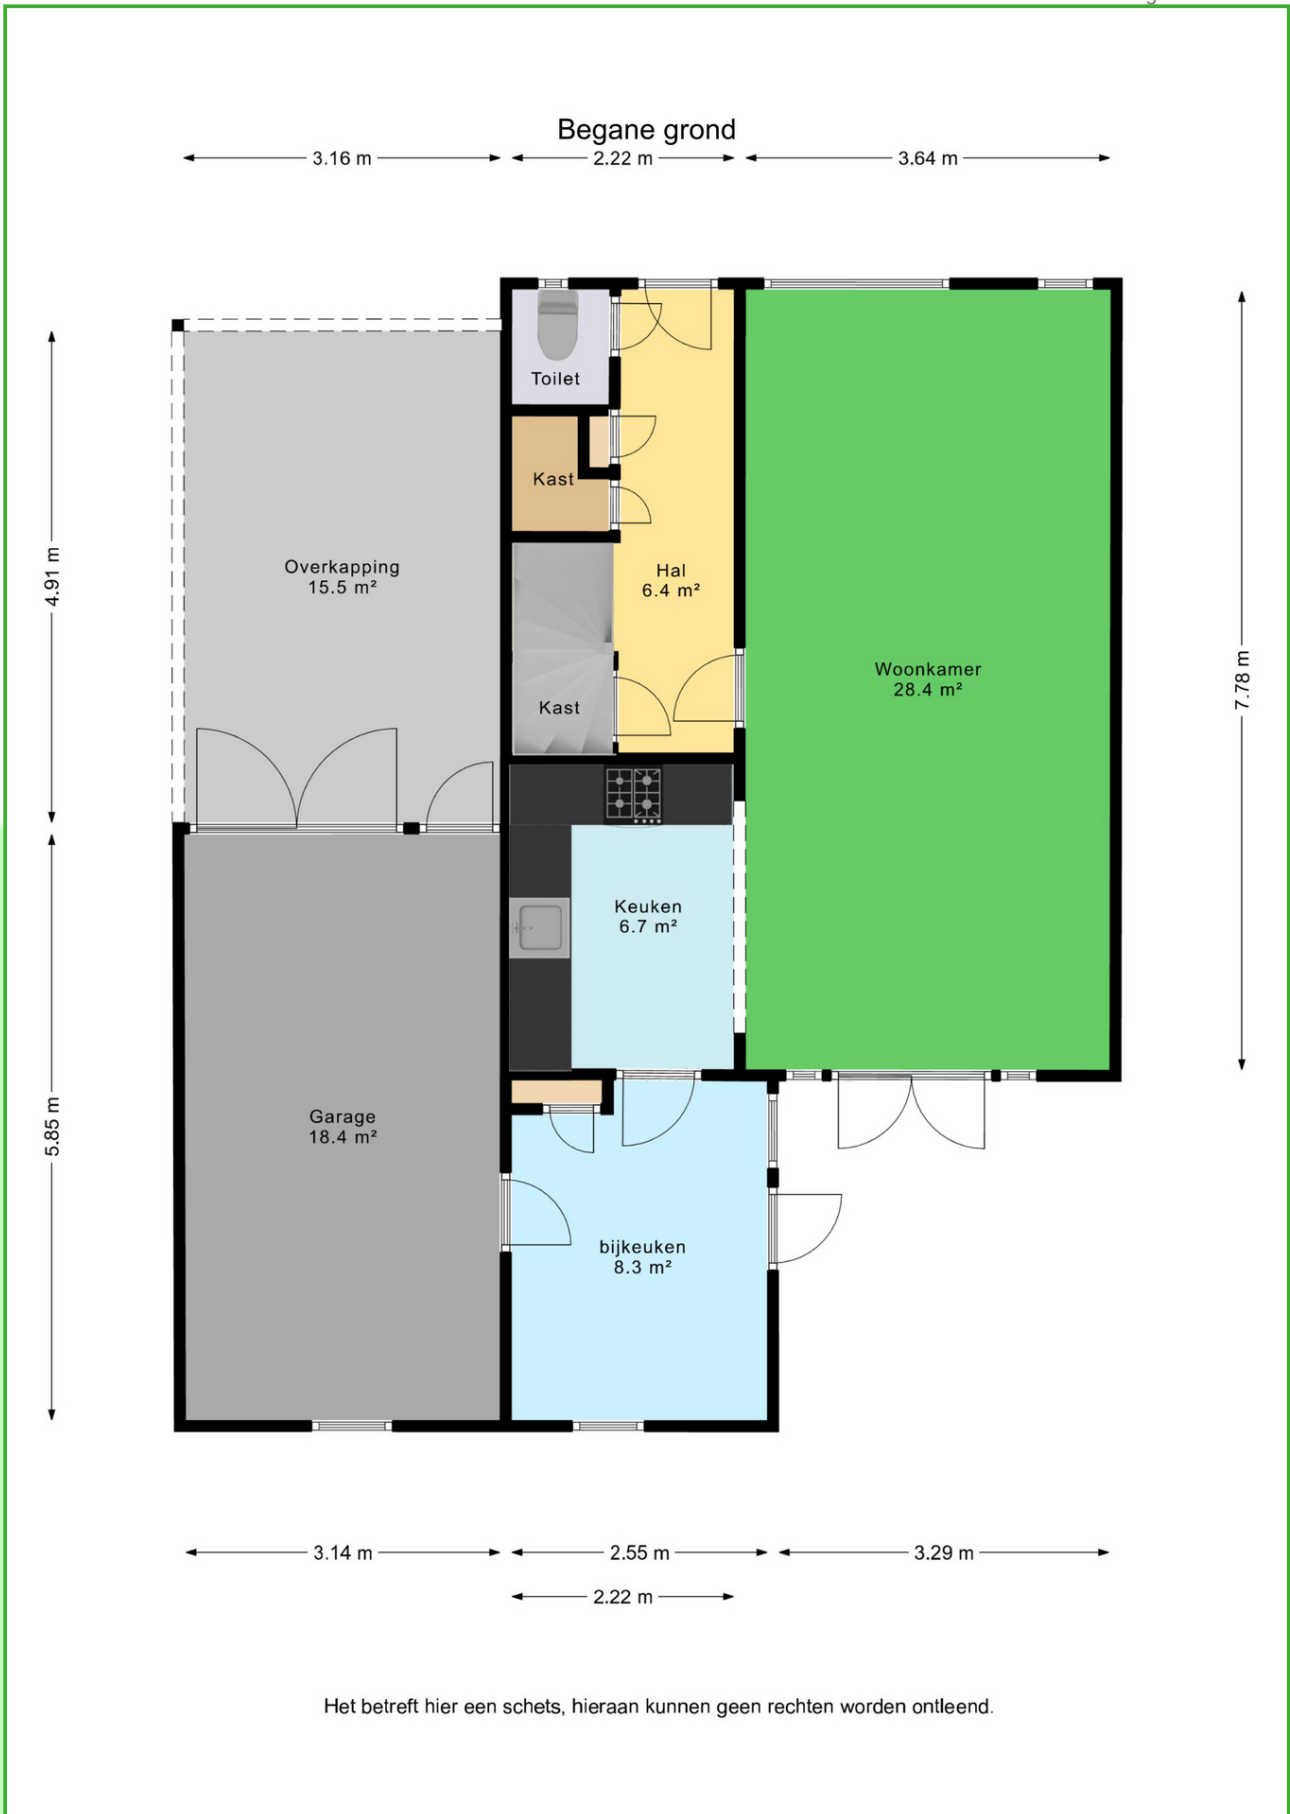 Begane grond
3.16 m
2.22 m
3.64 m
Toilet
Kast
Overkapping
15.5 m²
Hal
6.4 m²
4.91 m
Woonkamer
28.4 m²
7.78 m
Kast
Keuken
6.7 m²
Garage
18.4 m²
5.85 m
bijkeuken
8.3 m²
3.14 m
2.55 m
3.29 m
2.22 m
Het betreft hier een schets, hieraan kunnen geen rechten worden ontleend.